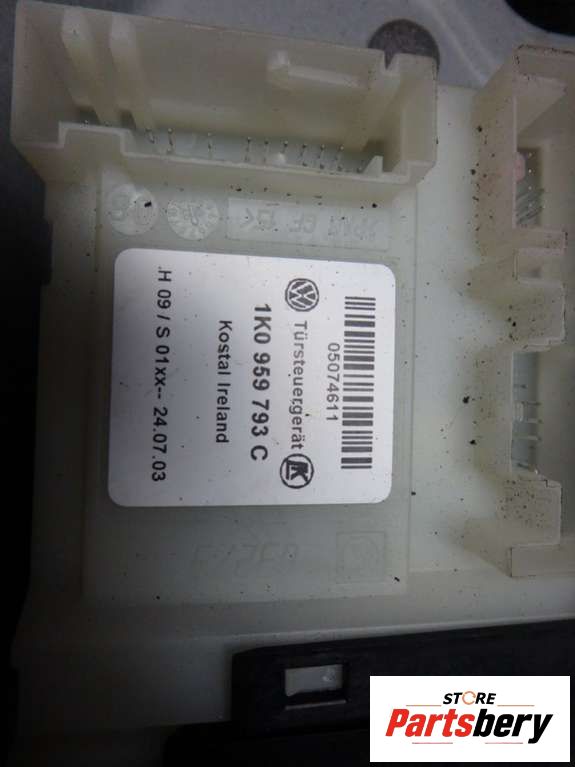 05074611
Türsteuergerät
1K0 959 793 C
Kostal Ireland
.H 09 / S 01xx-- 24.07.03
STORE
Partsbery